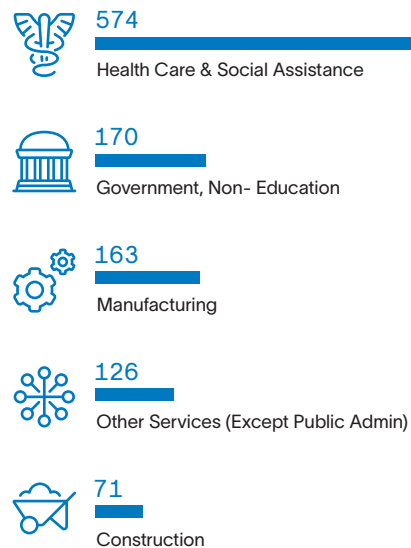 574
Health Care & Social Assistance
170
Government, Non- Education
163
Manufacturing
126
Other Services (Except Public Admin)
71
Construction